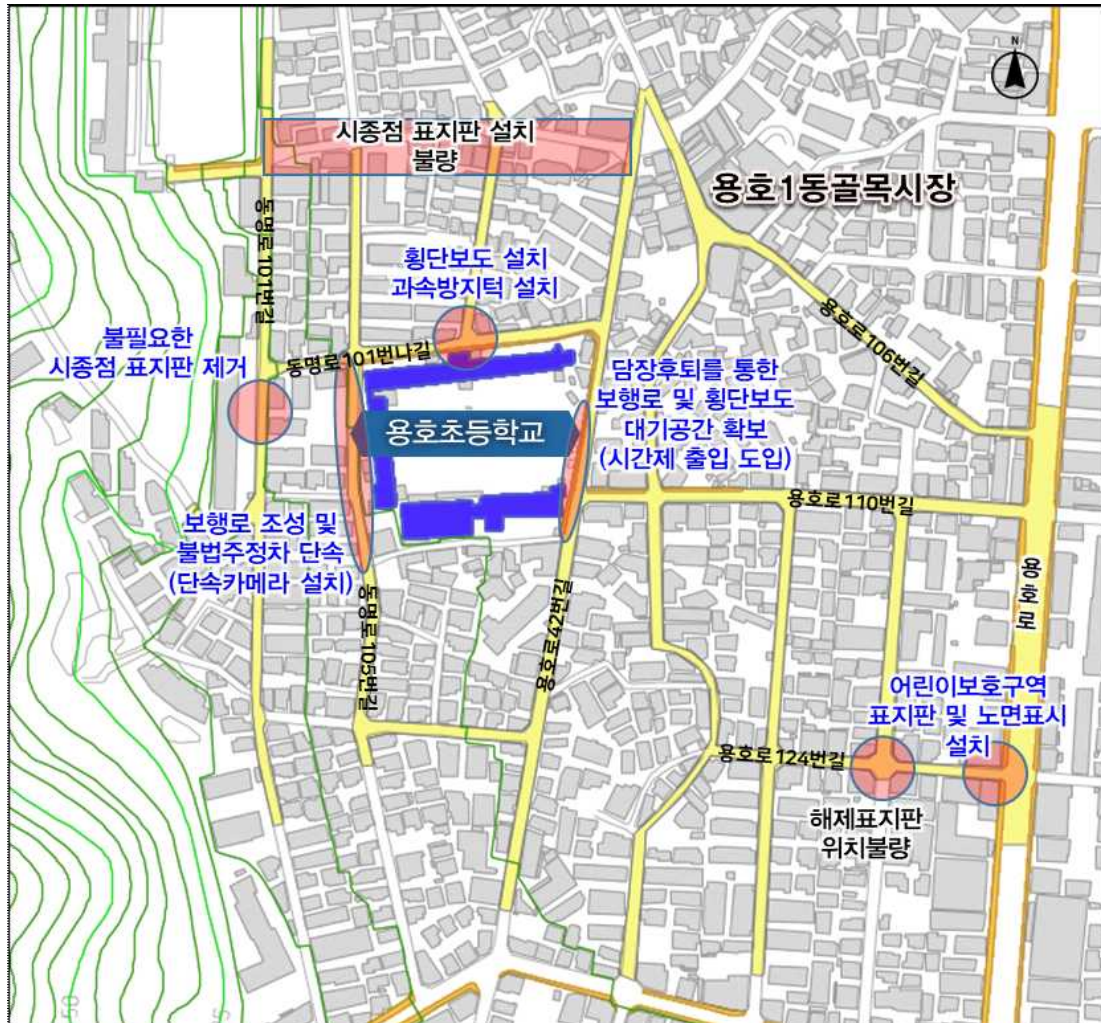 N
시종점 표지판 설치
불량
용호1동골목시장
동명로 101번길
횡단보도 설치
과속방지턱 설치
용호로106번길
불필요한
시종점 표지판 제거
동명로101번나길
담장후퇴를 통한
보행로 및 횡단보도
대기공간 확보
(시간제 출입 도입)
용호초등학교
용호로 110번길
보행로 조성 및
불법주정차 단속
(단속카메라 설치)
용호로
동명로105번길
용호로42번길
어린이보호구역
표지판 및 노면표시
설치
용호로124번길
해제표지판
위치불량
50